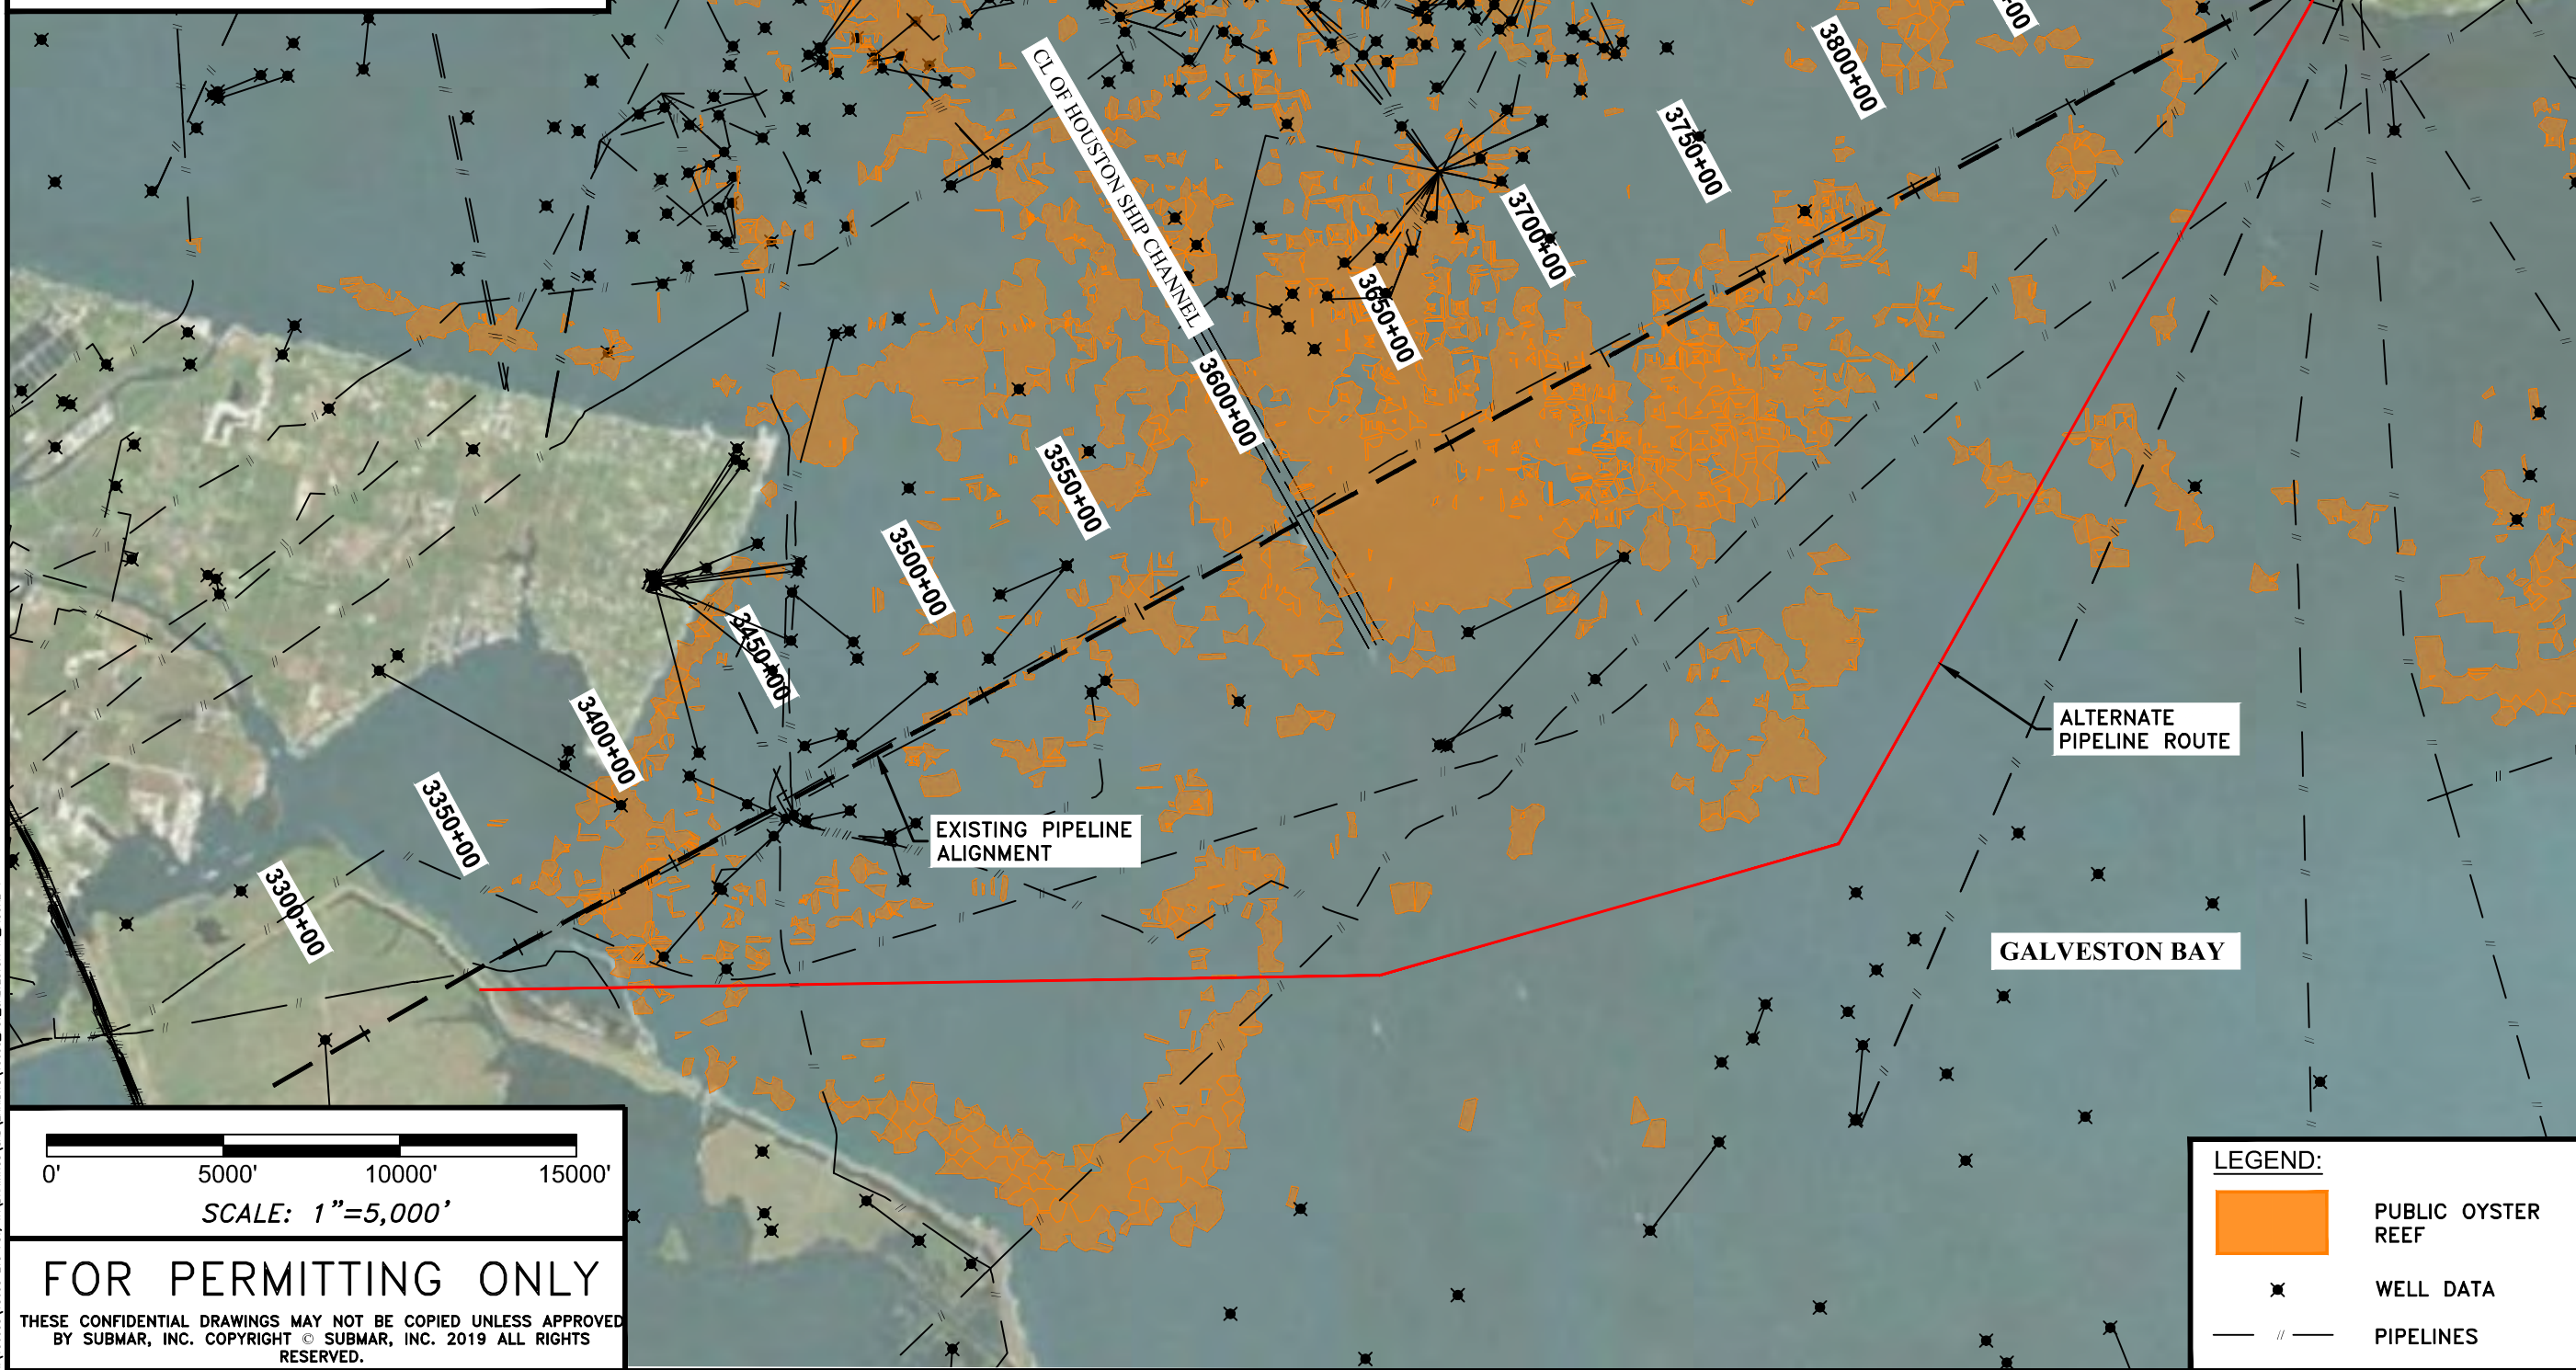 +00
3800+00
3750+00
3700+00
3650+00
CL OF HOUSTON SHIP CHANNEL
3600+00
3550+00
3500+00
3450+00
3400+00
3350+00
3300+00
ALTERNATE
PIPELINE ROUTE
EXISTING PIPELINE
ALIGNMENT
GALVESTON BAY
0' 5000' 10000' 15000'
SCALE: 1"=5,000'
FOR PERMITTING ONLY
THESE CONFIDENTIAL DRAWINGS MAY NOT BE COPIED UNLESS APPROVED
BY SUBMAR, INC. COPYRIGHT © SUBMAR, INC. 2019 ALL RIGHTS
RESERVED.
LEGEND:
PUBLIC OYSTER
REEF
WELL DATA
PIPELINES